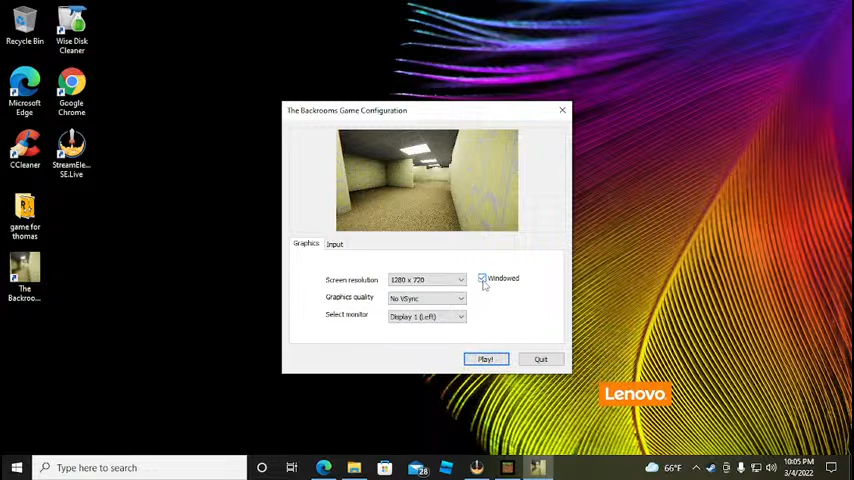 Recycle Bin
Wise Disk
Cleaner
Microsoft
Edge
Google
Chrome
CCleaner
StreamEle...
SE.Live
game for
thomas
The
Backroo...
The Backrooms Game Configuration
Graphics
Input
Screen resolution
1280 x 720
Windowed
Graphics quality
No VSync
Select monitor
Display 1 (Left)
Play!
Quit
Lenovo
Type here to search
28
66°F
10:05 PM
3/4/2022